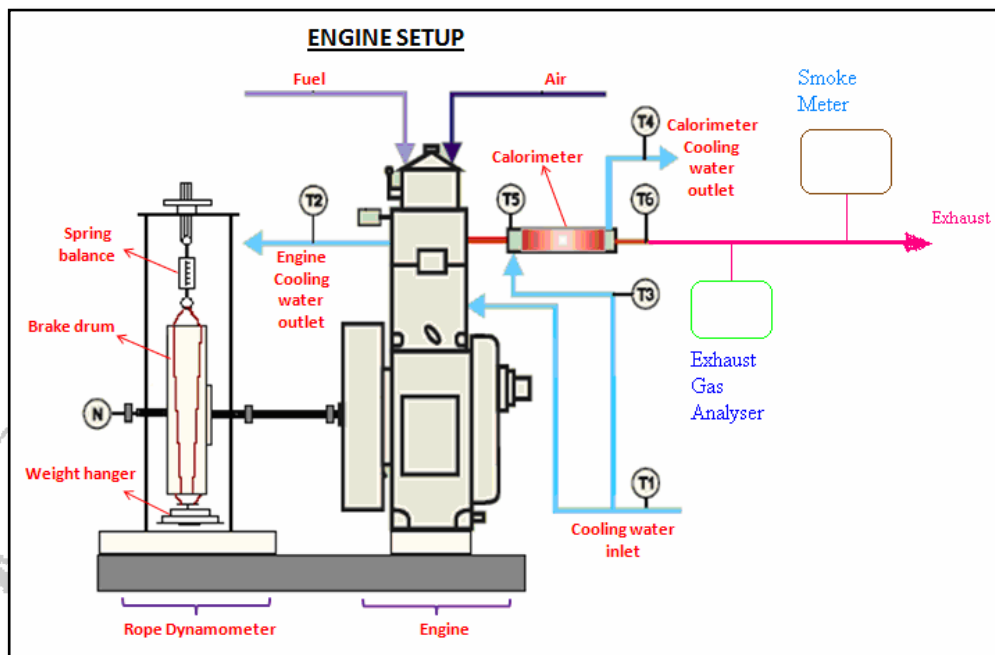 ENGINE SETUP
Fuel
Air
Smoke
Meter
T4
Calorimeter
Cooling
water
outlet
Calorimeter
T2
T5
T6
Exhaust
Spring
balance
Engine
Cooling
water
outlet
T3
Brake drum
Exhaust
Gas
Analyser
N
Weight hanger
T1
Cooling water
inlet
Rope Dynamometer
Engine